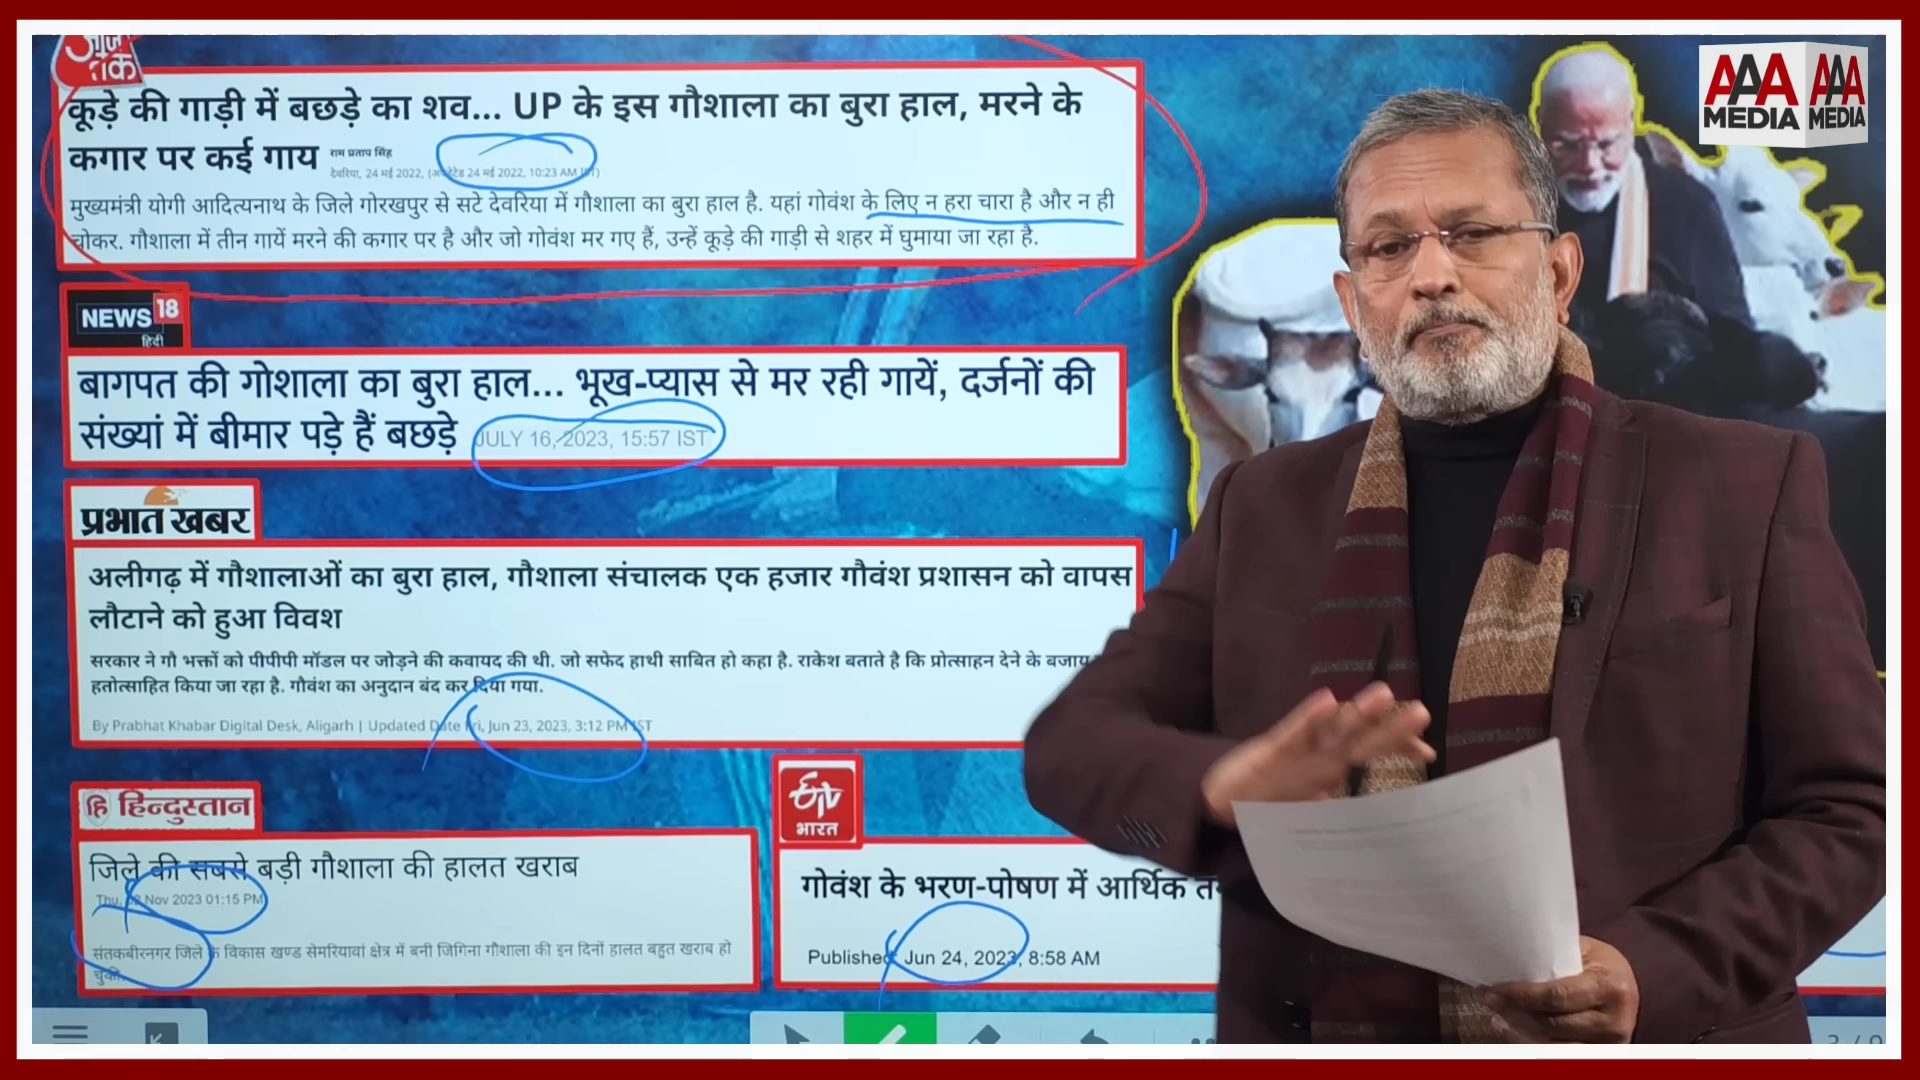 आज
तक
AAA
MEDIA
AAA
MEDIA
कूड़े की गाड़ी में बछड़े का शव... UP के इस गौशाला का बुरा हाल, मरने के
कगार पर कई गाय
राम प्रताप सिंह
देवरिया, 24 मई 2022, (अपडेटेड 24 मई 2022, 10:23 AM IST)
मुख्यमंत्री योगी आदित्यनाथ के जिले गोरखपुर से सटे देवरिया में गौशाला का बुरा हाल है. यहां गोवंश के लिए न हरा चारा है और न ही
चोकर. गौशाला में तीन गायें मरने की कगार पर है और जो गोवंश मर गए हैं, उन्हें कूड़े की गाड़ी से शहर में घुमाया जा रहा है.
NEWS 18
हिंदी
बागपत की गोशाला का बुरा हाल... भूख-प्यास से मर रही गायें, दर्जनों की
संख्यां में बीमार पड़े हैं बछड़े
JULY 16, 2023, 15:57 IST
प्रभात खबर
अलीगढ़ में गौशालाओं का बुरा हाल, गौशाला संचालक एक हजार गौवंश प्रशासन को वापस
लौटाने को हुआ विवश
सरकार ने गौ भक्तों को पीपीपी मॉडल पर जोड़ने की कवायद की थी. जो सफेद हाथी साबित हो कहा है. राकेश बताते है कि प्रोत्साहन देने के बजाय
हतोत्साहित किया जा रहा है. गौवंश का अनुदान बंद कर दिया गया.
By Prabhat Khabar Digital Desk, Aligarh | Updated Date Fri, Jun 23, 2023, 3:12 PM IST
हि हिन्दुस्तान
जिले की सबसे बड़ी गौशाला की हालत खराब
Thu, Nov 2023 01:15 PM
संतकबीरनगर जिले के विकास खण्ड सेमरियावां क्षेत्र में बनी जिगिना गौशाला की इन दिनों हालत बहुत खराब हो
चुकी
ETV
भारत
गोवंश के भरण-पोषण में आर्थिक
Published Jun 24, 2023, 8:58 AM